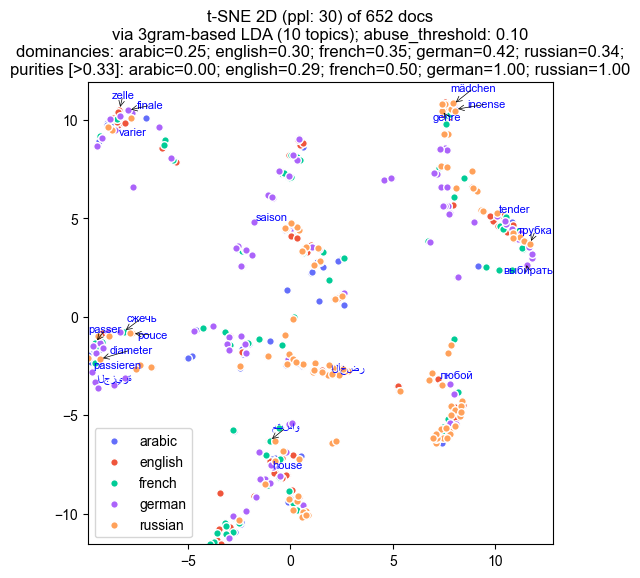 t-SNE 2D (ppl: 30) of 652 docs
via 3gram-based LDA (10 topics); abuse_threshold: 0.10
dominancies: arabic=0.25; english=0.30; french=0.35; german=0.42; russian=0.34;
purities [>0.33]: arabic=0.00; english=0.29; french=0.50; german=1.00; russian=1.00
mädchen
zelle
finale
incense
10
genre
varier
tender
saison
трубка
5
выбирать
0
сжечь
passer
pouce
diameter
passieren
любой
−5
house
arabic
english
french
german
russian
−10
−5 0 5 10